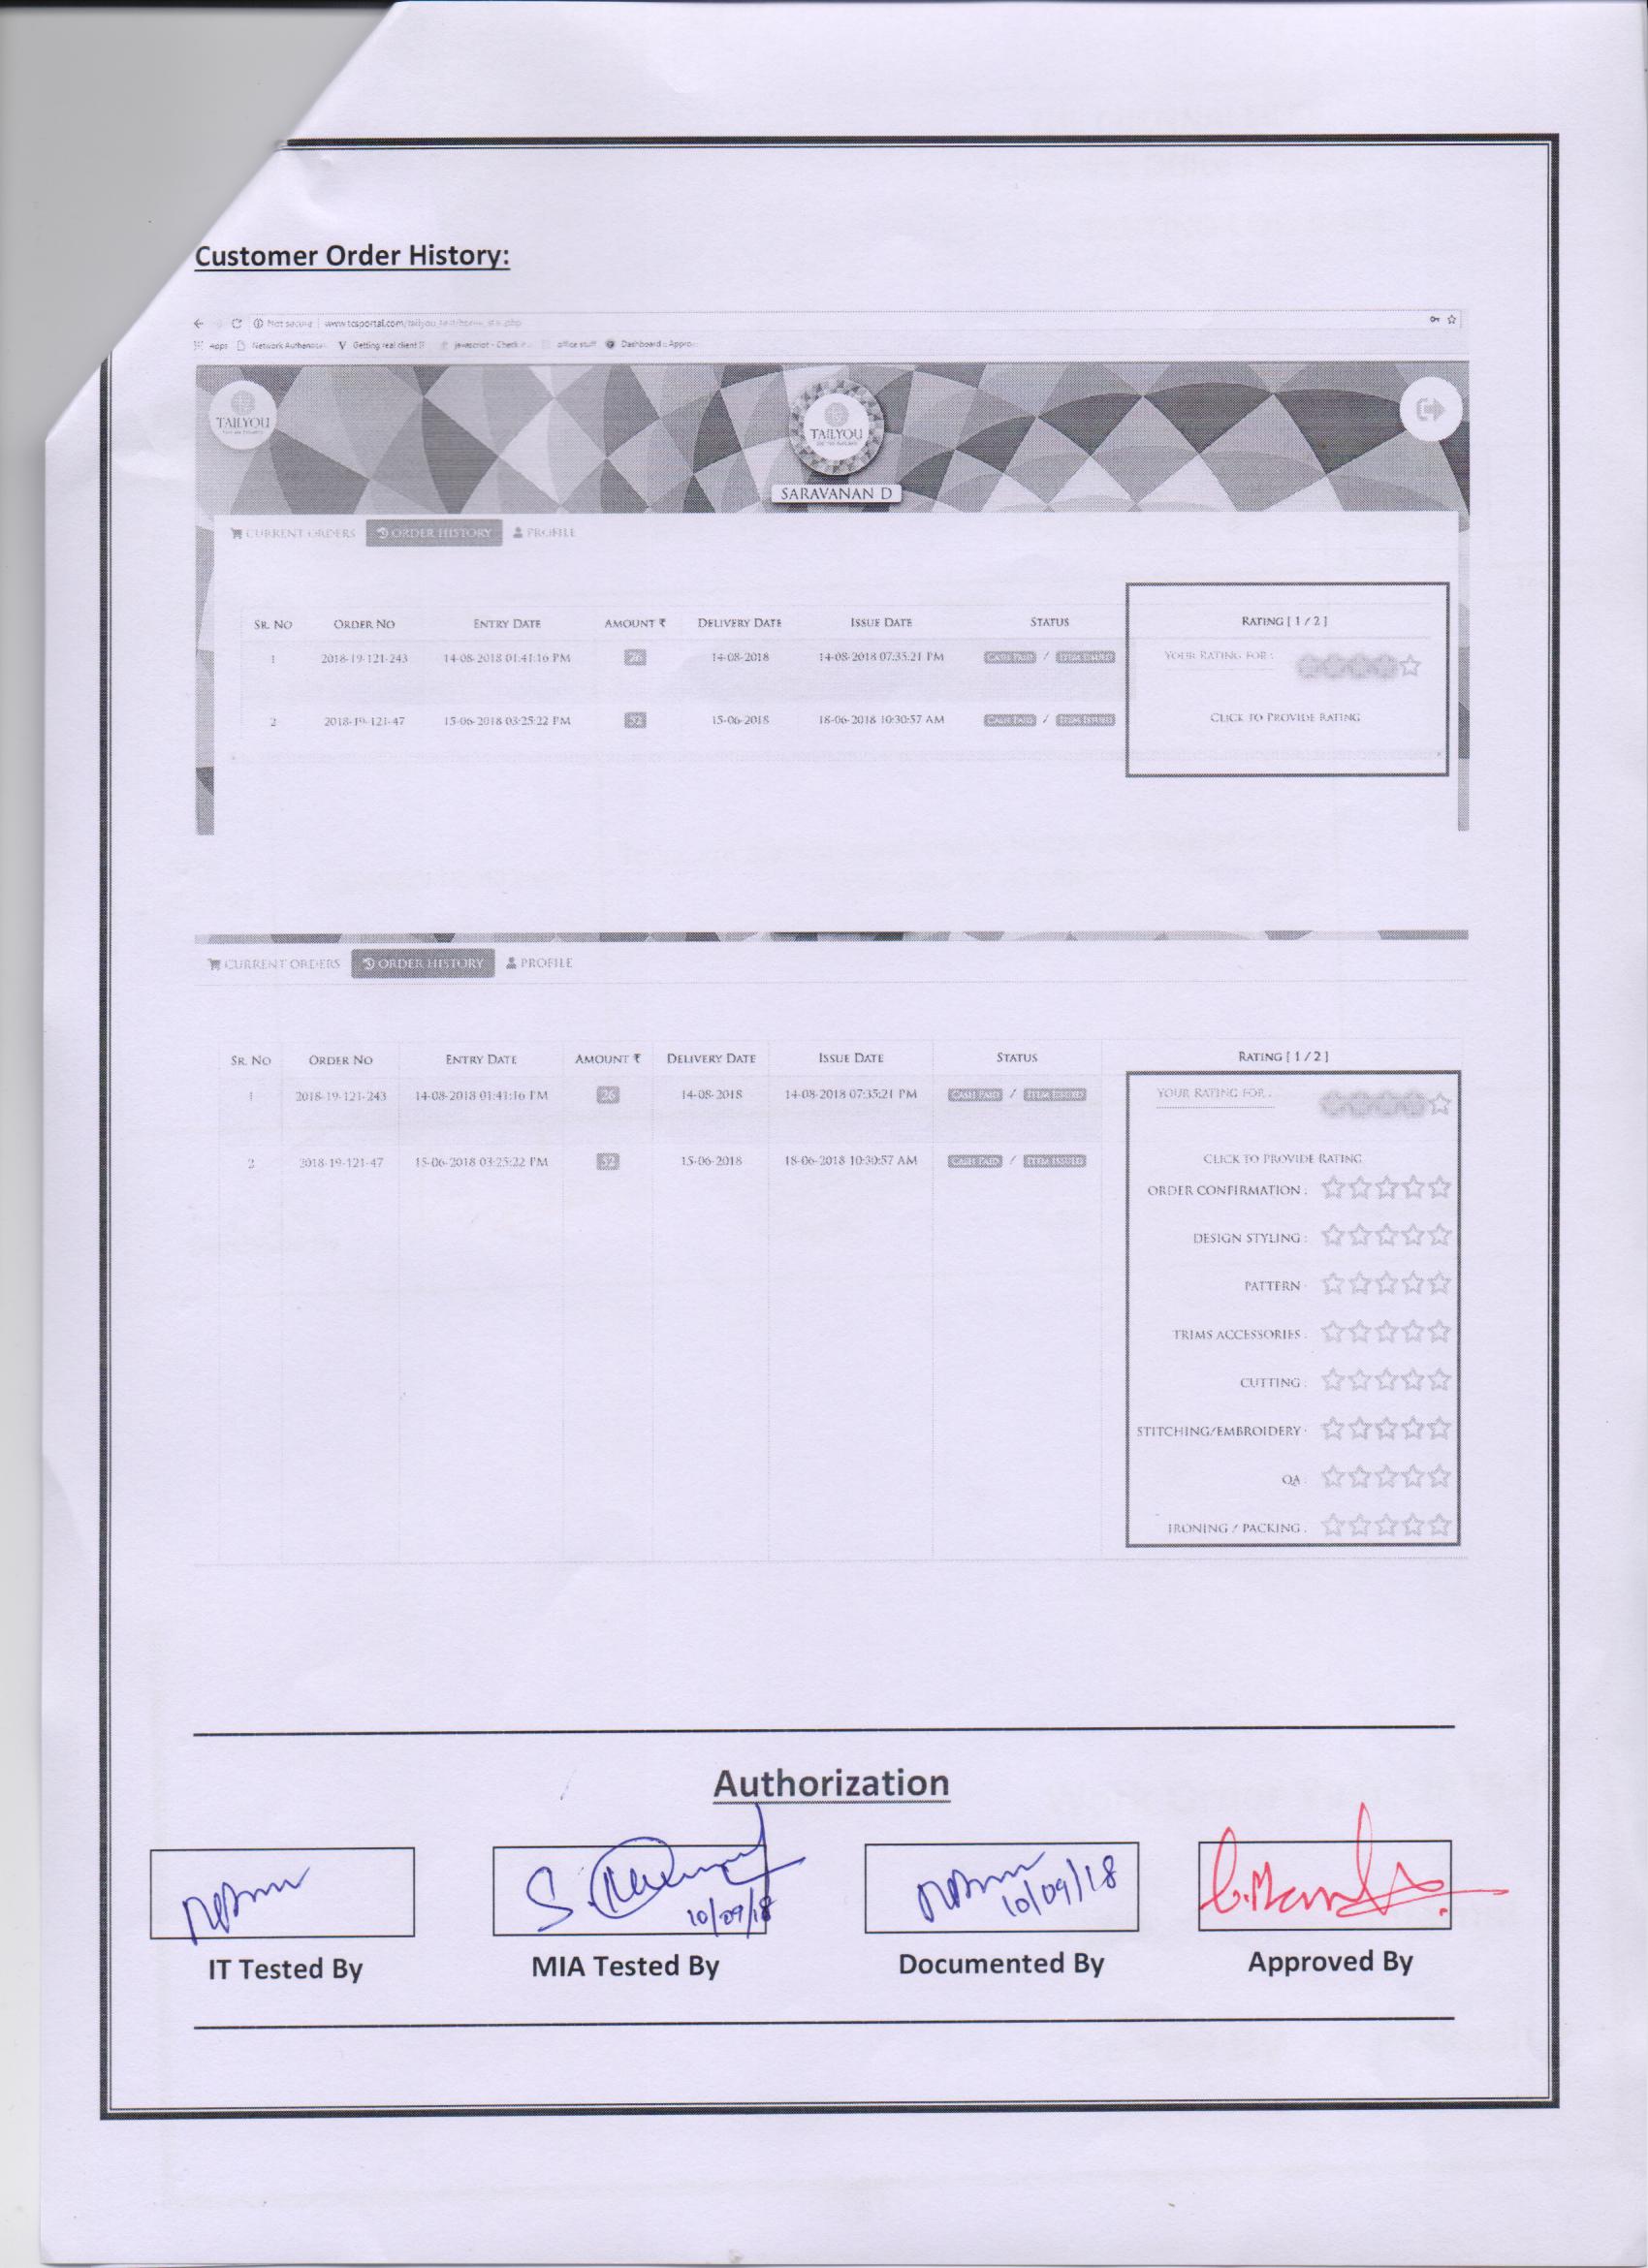 Customer Order History:
Not secure www.tcsportal.com/
Apps Network Authentica Getting real client javascript - Check office stuff Dashboard :: Appro
TAILYOU
TAILYOU
SARAVANAN D
CURRENT ORDERS ORDER HISTORY PROFILE
SR. NO ORDER NO ENTRY DATE AMOUNT ₹ DELIVERY DATE ISSUE DATE STATUS RATING [ 1 / 2 ]
1 2018-19-121-243 14-08-2018 01:41:16 PM 26 14-08-2018 14-08-2018 07:35:21 PM CASH PAID / ITEM ISSUED YOUR RATING FOR :
2 2018-19-121-47 15-06-2018 03:25:22 PM 52 15-06-2018 18-06-2018 10:30:57 AM CASH PAID / ITEM ISSUED CLICK TO PROVIDE RATING
CURRENT ORDERS ORDER HISTORY PROFILE
SR. NO ORDER NO ENTRY DATE AMOUNT ₹ DELIVERY DATE ISSUE DATE STATUS RATING [ 1 / 2 ]
1 2018-19-121-243 14-08-2018 01:41:16 PM 26 14-08-2018 14-08-2018 07:35:21 PM CASH PAID / ITEM ISSUED YOUR RATING FOR :
2 2018-19-121-47 15-06-2018 03:25:22 PM 52 15-06-2018 18-06-2018 10:30:57 AM CASH PAID / ITEM ISSUED CLICK TO PROVIDE RATING
ORDER CONFIRMATION :
DESIGN STYLING :
PATTERN :
TRIMS ACCESSORIES :
CUTTING :
STITCHING/EMBROIDERY :
QA :
IRONING / PACKING :
Authorization
10/09/18 10/09/18
IT Tested By MIA Tested By Documented By Approved By